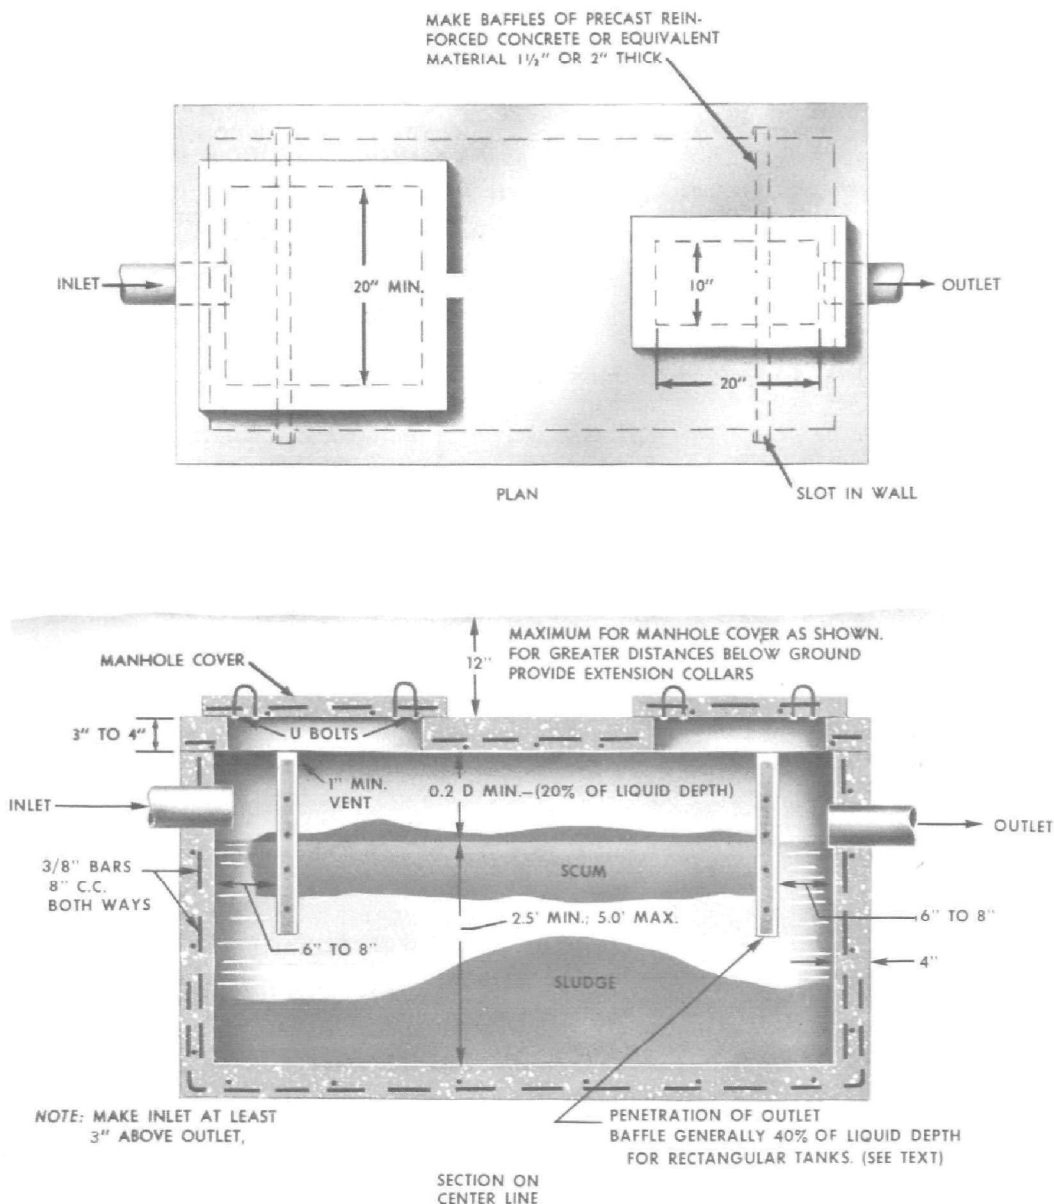 MAKE BAFFLES OF PRECAST REIN-
FORCED CONCRETE OR EQUIVALENT
MATERIAL 1½" OR 2" THICK
INLET
20" MIN.
10"
OUTLET
20"
PLAN
SLOT IN WALL
MAXIMUM FOR MANHOLE COVER AS SHOWN.
FOR GREATER DISTANCES BELOW GROUND
PROVIDE EXTENSION COLLARS
12"
MANHOLE COVER
3" TO 4"
U BOLTS
1" MIN.
VENT
0.2 D MIN.—(20% OF LIQUID DEPTH)
INLET
OUTLET
3/8" BARS
8" C.C.
BOTH WAYS
SCUM
2.5' MIN.; 5.0' MAX.
6" TO 8"
6" TO 8"
4"
SLUDGE
NOTE: MAKE INLET AT LEAST
3" ABOVE OUTLET,
PENETRATION OF OUTLET
BAFFLE GENERALLY 40% OF LIQUID DEPTH
FOR RECTANGULAR TANKS. (SEE TEXT)
SECTION ON
CENTER LINE